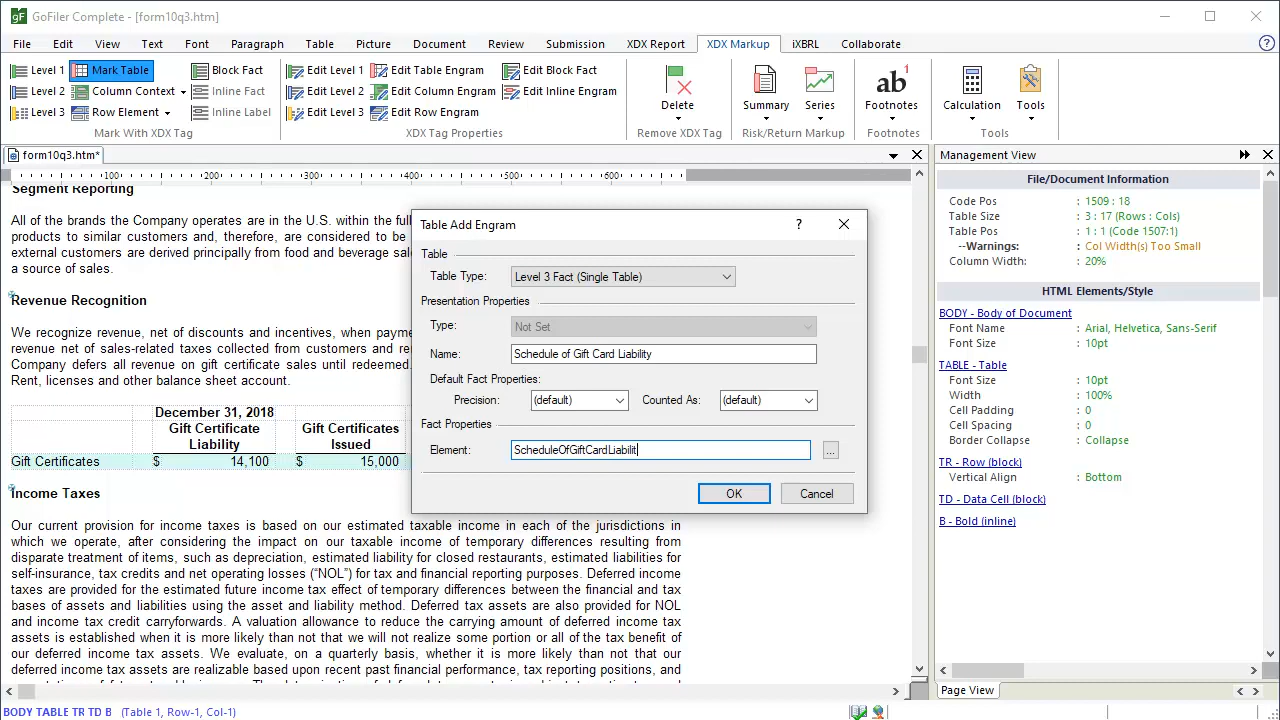 gF GoFiler Complete - [form10q3.htm]
File Edit View Text Font Paragraph Table Picture Document Review Submission XDX Report XDX Markup iXBRL Collaborate
Level 1 Mark Table Block Fact Edit Level 1 Edit Table Engram Edit Block Fact
Level 2 Column Context Inline Fact Edit Level 2 Edit Column Engram Edit Inline Engram
Level 3 Row Element Inline Label Edit Level 3 Edit Row Engram
Delete Summary Series ab¹ Footnotes Calculation Tools
Mark With XDX Tag XDX Tag Properties Remove XDX Tag Risk/Return Markup Footnotes Tools
form10q3.htm*
100 200 300 400 500 600
Segment Reporting
All of the brands the Company operates are in the U.S. within the full
products to similar customers and, therefore, are considered to be
external customers are derived principally from food and beverage sal
a source of sales.
Revenue Recognition
We recognize revenue, net of discounts and incentives, when payme
revenue net of sales-related taxes collected from customers and re
Company defers all revenue on gift certificate sales until redeemed.
Rent, licenses and other balance sheet account.
December 31, 2018
Gift Certificate Gift Certificates
Liability Issued
Gift Certificates $ 14,100 $ 15,000
Income Taxes
Our current provision for income taxes is based on our estimated taxable income in each of the jurisdictions in
which we operate, after considering the impact on our taxable income of temporary differences resulting from
disparate treatment of items, such as depreciation, estimated liability for closed restaurants, estimated liabilities for
self-insurance, tax credits and net operating losses (“NOL”) for tax and financial reporting purposes. Deferred income
taxes are provided for the estimated future income tax effect of temporary differences between the financial and tax
bases of assets and liabilities using the asset and liability method. Deferred tax assets are also provided for NOL
and income tax credit carryforwards. A valuation allowance to reduce the carrying amount of deferred income tax
assets is established when it is more likely than not that we will not realize some portion or all of the tax benefit of
our deferred income tax assets. We evaluate, on a quarterly basis, whether it is more likely than not that our
deferred income tax assets are realizable based upon recent past financial performance, tax reporting positions, and
Table Add Engram
?
Table
Table Type: Level 3 Fact (Single Table)
Presentation Properties
Type: Not Set
Name: Schedule of Gift Card Liability
Default Fact Properties:
Precision: (default) Counted As: (default)
Fact Properties
Element: ScheduleOfGiftCardLiabilit ...
OK Cancel
Management View
File/Document Information
Code Pos : 1509 : 18
Table Size : 3 : 17 (Rows : Cols)
Table Pos : 1 : 1 (Code 1507:1)
--Warnings: : Col Width(s) Too Small
Column Width: : 20%
HTML Elements/Style
BODY - Body of Document
Font Name : Arial, Helvetica, Sans-Serif
Font Size : 10pt
TABLE - Table
Font Size : 10pt
Width : 100%
Cell Padding : 0
Cell Spacing : 0
Border Collapse : Collapse
TR - Row (block)
Vertical Align : Bottom
TD - Data Cell (block)
B - Bold (inline)
Page View
BODY TABLE TR TD B (Table 1, Row-1, Col-1)